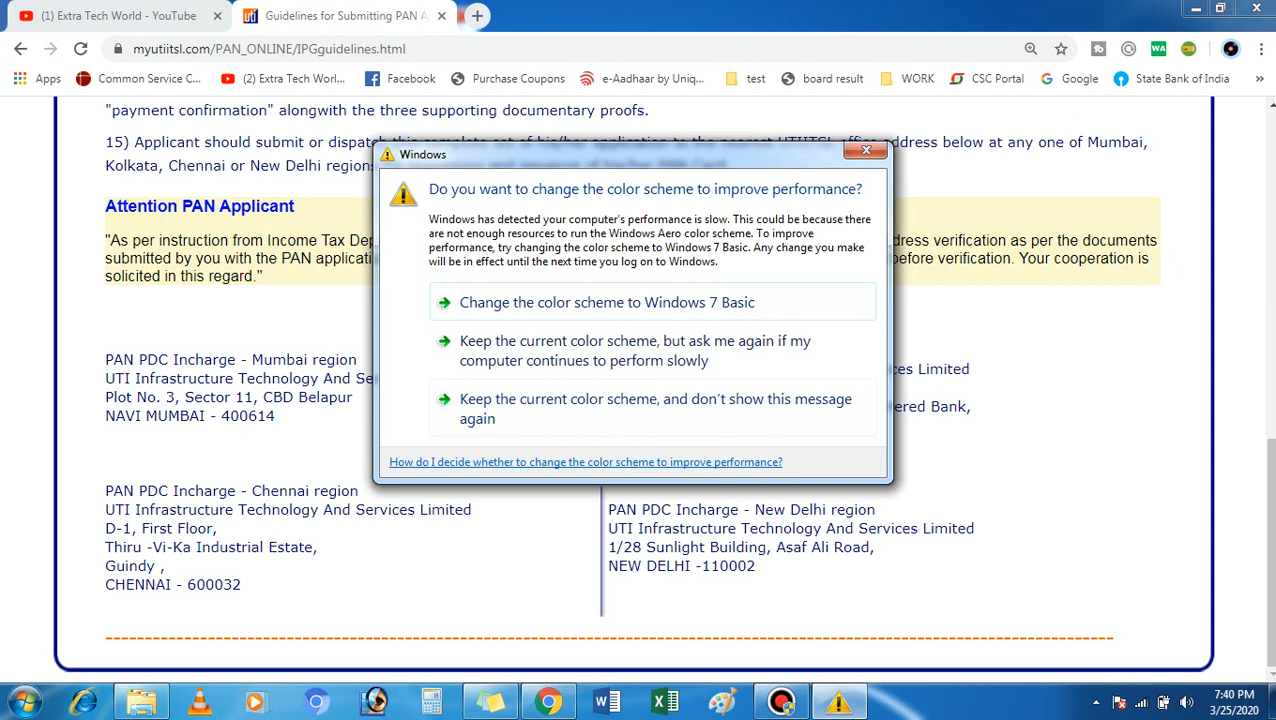 (1) Extra Tech World - YouTube
Guidelines for Submitting PAN A
myutiitsl.com/PAN_ONLINE/IPGguidelines.html
Apps
Common Service C...
(2) Extra Tech Worl...
Facebook
Purchase Coupons
e-Aadhaar by Uniq...
test
board result
WORK
CSC Portal
Google
State Bank of India
"payment confirmation" alongwith the three supporting documentary proofs.
15) Applicant should submit or dispatch this complete set of his/her application to the nearest UTIITSL office address below at any one of Mumbai,
Kolkata, Chennai or New Delhi regions
Attention PAN Applicant
"As per instruction from Income Tax Dep
ress verification as per the documents
submitted by you with the PAN applicati
before verification. Your cooperation is
solicited in this regard."
Windows
Do you want to change the color scheme to improve performance?
Windows has detected your computer's performance is slow. This could be because there
are not enough resources to run the Windows Aero color scheme. To improve
performance, try changing the color scheme to Windows 7 Basic. Any change you make
will be in effect until the next time you log on to Windows.
Change the color scheme to Windows 7 Basic
Keep the current color scheme, but ask me again if my
computer continues to perform slowly
Keep the current color scheme, and don't show this message
again
How do I decide whether to change the color scheme to improve performance?
PAN PDC Incharge - Mumbai region
UTI Infrastructure Technology And Se
Plot No. 3, Sector 11, CBD Belapur
NAVI MUMBAI - 400614
ces Limited
ered Bank,
PAN PDC Incharge - Chennai region
UTI Infrastructure Technology And Services Limited
D-1, First Floor,
Thiru -Vi-Ka Industrial Estate,
Guindy ,
CHENNAI - 600032
PAN PDC Incharge - New Delhi region
UTI Infrastructure Technology And Services Limited
1/28 Sunlight Building, Asaf Ali Road,
NEW DELHI -110002
7:40 PM
3/25/2020